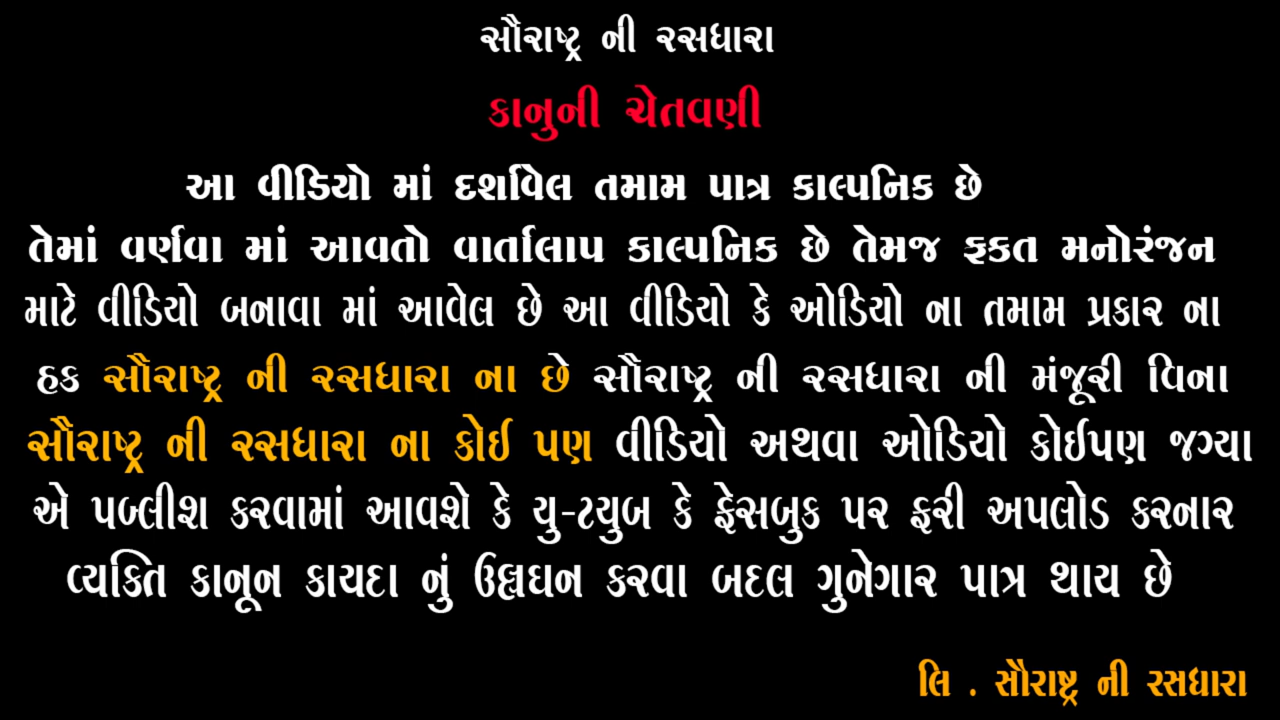 સૌરાષ્ટ્ર ની રસધારા
કાનુની ચેતવણી
આ વીડિયો માં દર્શાવેલ તમામ પાત્ર કાલ્પનિક છે
તેમાં વર્ણવા માં આવતો વાર્તાલાપ કાલ્પનિક છે તેમજ ફકત મનોરંજન
માટે વીડિયો બનાવા માં આવેલ છે આ વીડિયો કે ઓડિયો ના તમામ પ્રકાર ના
હક સૌરાષ્ટ્ર ની રસધારા ના છે સૌરાષ્ટ્ર ની રસધારા ની મંજૂરી વિના
સૌરાષ્ટ્ર ની રસધારા ના કોઈ પણ વીડિયો અથવા ઓડિયો કોઈપણ જગ્યા
એ પબ્લીશ કરવામાં આવશે કે યુ-ટયુબ કે ફેસબુક પર ફરી અપલોડ કરનાર
વ્યક્તિ કાનૂન કાયદા નું ઉલ્લઘન કરવા બદલ ગુનેગાર પાત્ર થાય છે
લિ . સૌરાષ્ટ્ર ની રસધારા